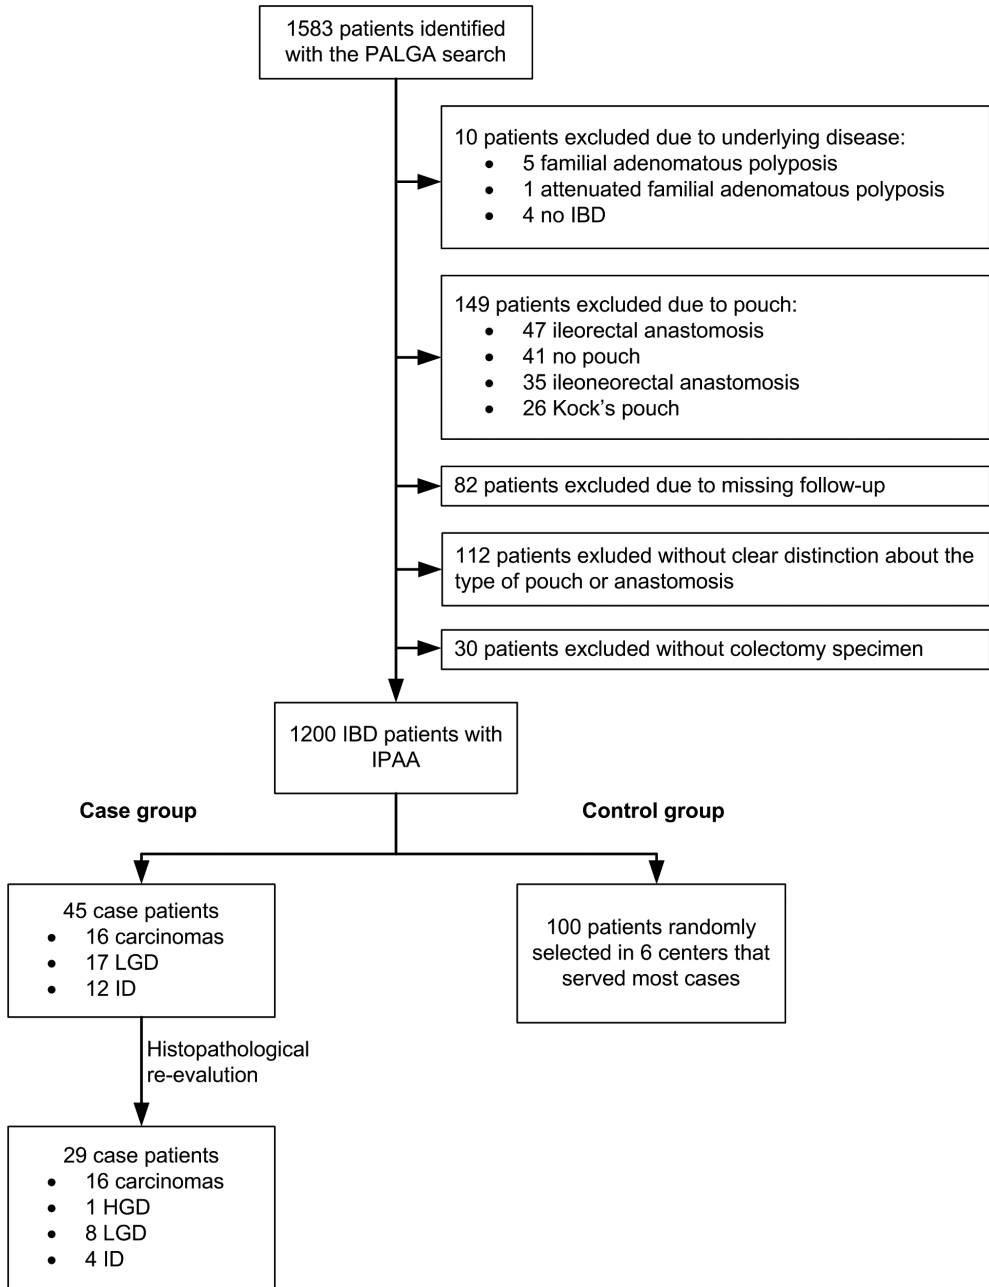 1583 patients identified
with the PALGA search
10 patients excluded due to underlying disease:
• 5 familial adenomatous polyposis
• 1 attenuated familial adenomatous polyposis
• 4 no IBD
149 patients excluded due to pouch:
• 47 ileorectal anastomosis
• 41 no pouch
• 35 ileoneorectal anastomosis
• 26 Kock's pouch
82 patients excluded due to missing follow-up
112 patients exluded without clear distinction about the
type of pouch or anastomosis
30 patients excluded without colectomy specimen
1200 IBD patients with
IPAA
Case group
Control group
45 case patients
• 16 carcinomas
• 17 LGD
• 12 ID
100 patients randomly
selected in 6 centers that
served most cases
Histopathological
re-evalution
29 case patients
• 16 carcinomas
• 1 HGD
• 8 LGD
• 4 ID